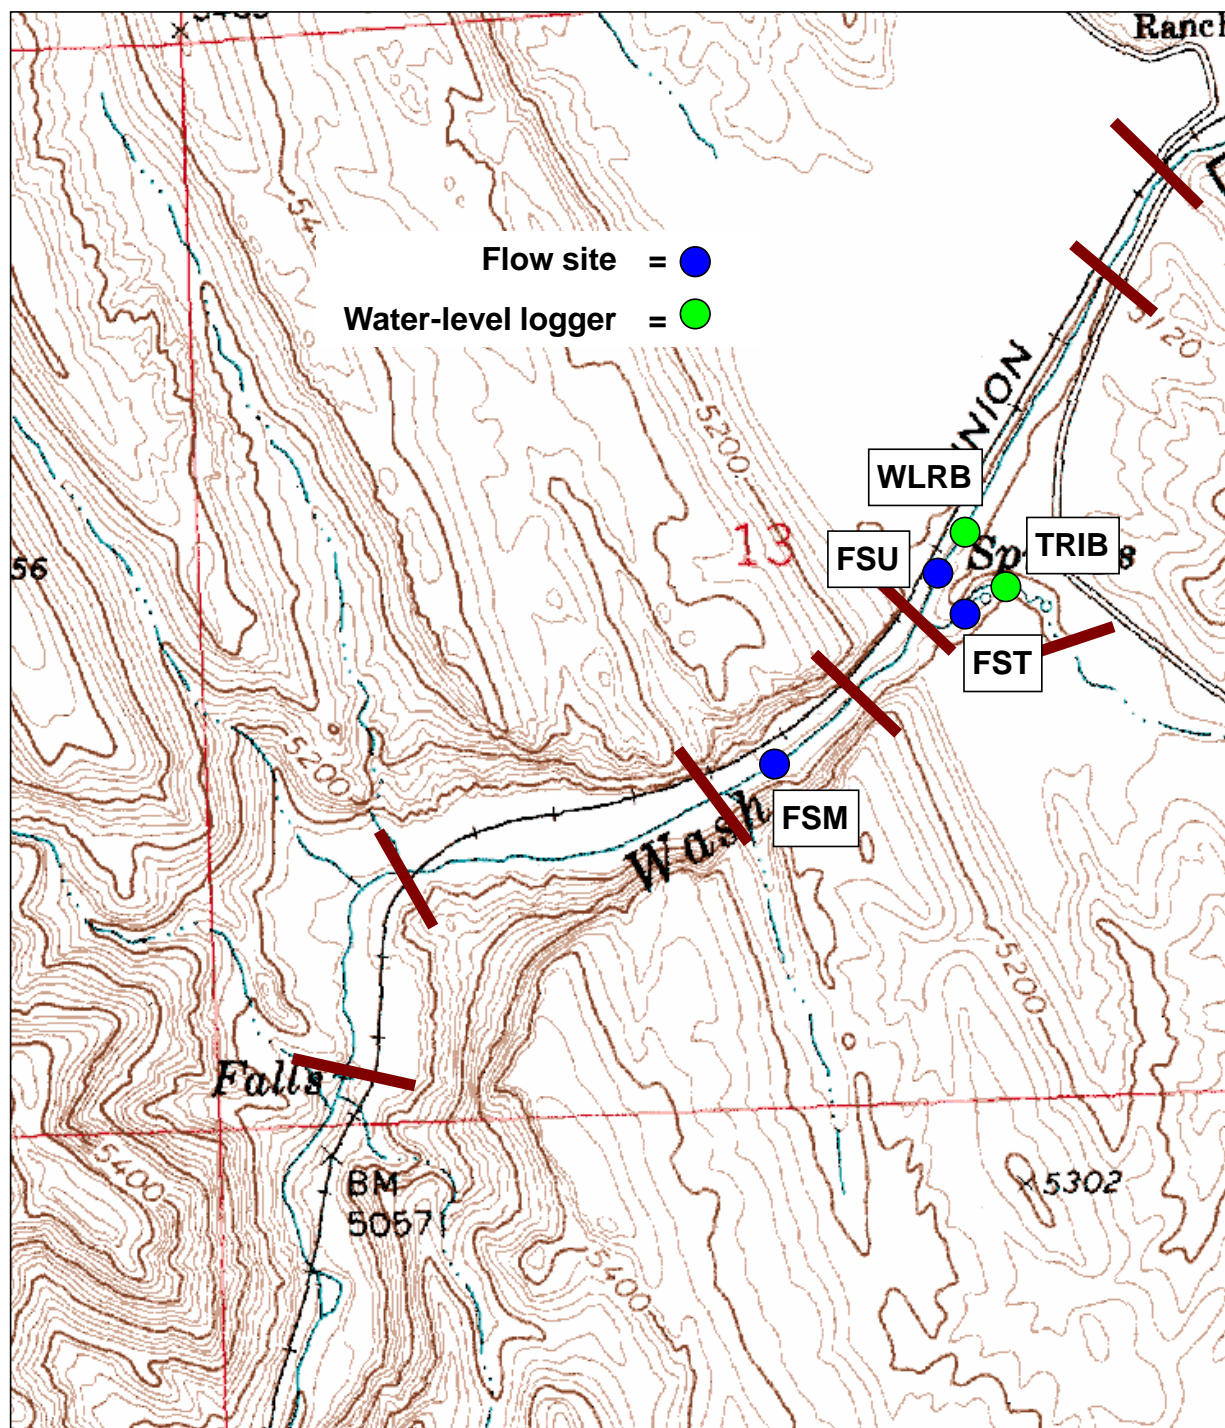 Ranch
Flow site =
Water-level logger =
5120
UNION
5200
WLRB
13
TRIB
FSU
56
FST
5200
FSM
Wash
5200
Falls
5400
BM
5057
5302
5400